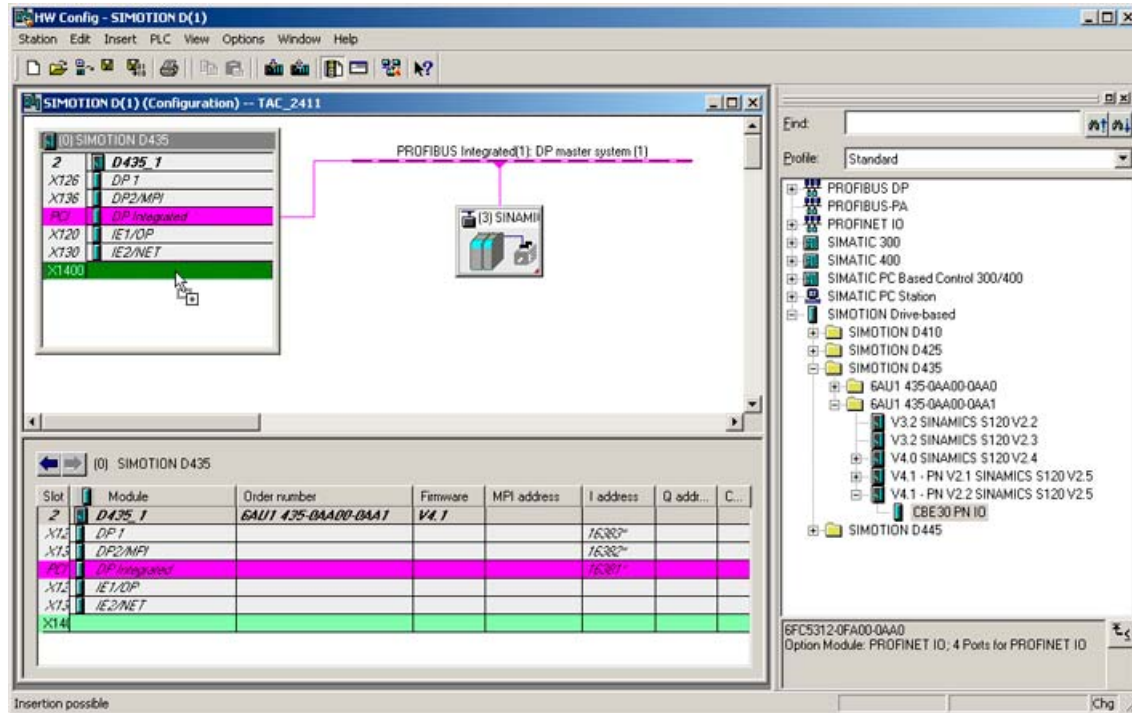 HW Config - SIMOTION D(1)
Station Edit Insert PLC View Options Window Help
SIMOTION D(1) (Configuration) -- TAC_2411
(0) SIMOTION D435
2 D435_1
X126 DP 1
X136 DP2/MPI
PCI DP Integrated
X120 IE1/OP
X130 IE2/NET
X1400
PROFIBUS Integrated(1): DP master system (1)
(3) SINAMI
(0) SIMOTION D435
Slot Module Order number Firmware MPI address I address Q addr... C...
2 D435_1 6AU1 435-0AA00-0AA1 V4.1
X12 DP 1 16383*
X13 DP2/MPI 16382*
PCI DP Integrated 16381*
X12 IE1/OP
X13 IE2/NET
X140
Find:
Profile: Standard
PROFIBUS DP
PROFIBUS-PA
PROFINET IO
SIMATIC 300
SIMATIC 400
SIMATIC PC Based Control 300/400
SIMATIC PC Station
SIMOTION Drive-based
SIMOTION D410
SIMOTION D425
SIMOTION D435
6AU1 435-0AA00-0AA0
6AU1 435-0AA00-0AA1
V3.2 SINAMICS S120 V2.2
V3.2 SINAMICS S120 V2.3
V4.0 SINAMICS S120 V2.4
V4.1 - PN V2.1 SINAMICS S120 V2.5
V4.1 - PN V2.2 SINAMICS S120 V2.5
CBE30 PN IO
SIMOTION D445
6FC5312-0FA00-0AA0
Option Module: PROFINET IO; 4 Ports for PROFINET IO
Insertion possible
Chg